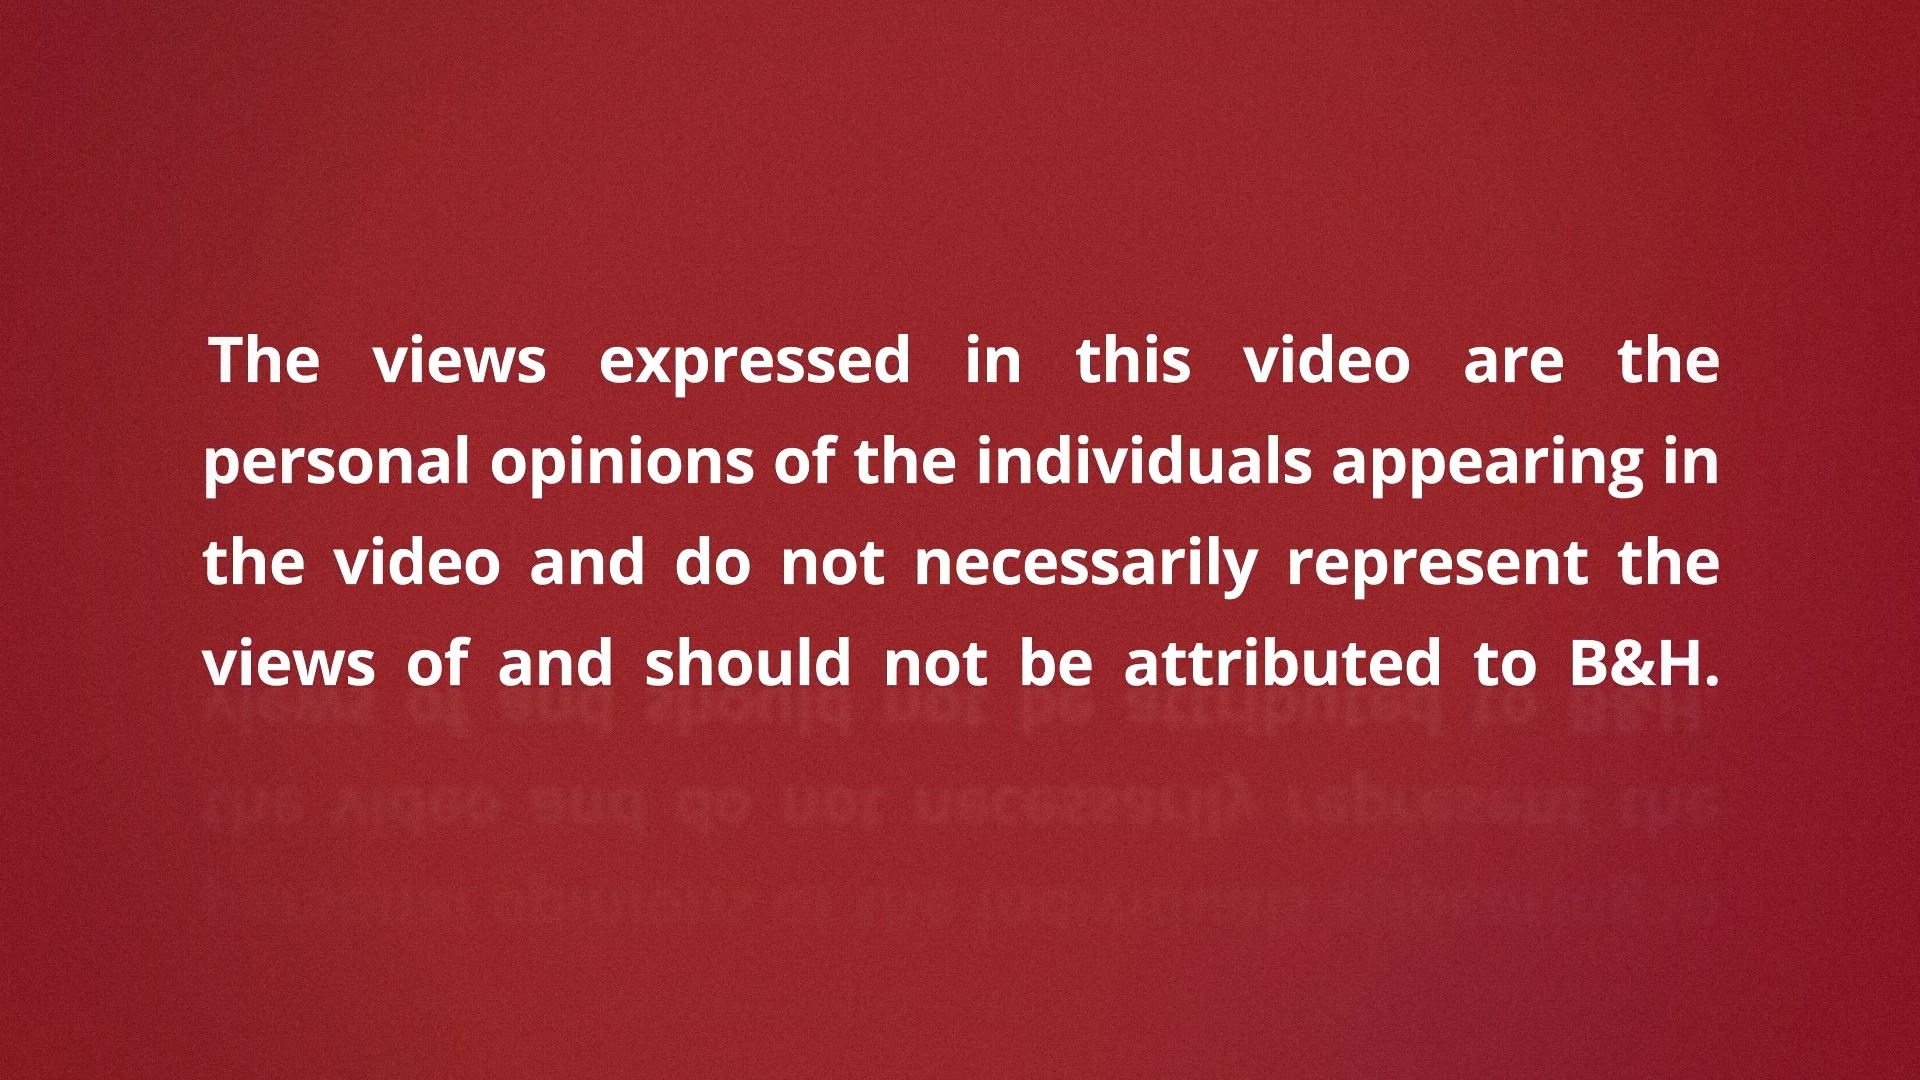 The views expressed in this video are the
personal opinions of the individuals appearing in
the video and do not necessarily represent the
views of and should not be attributed to B&H.